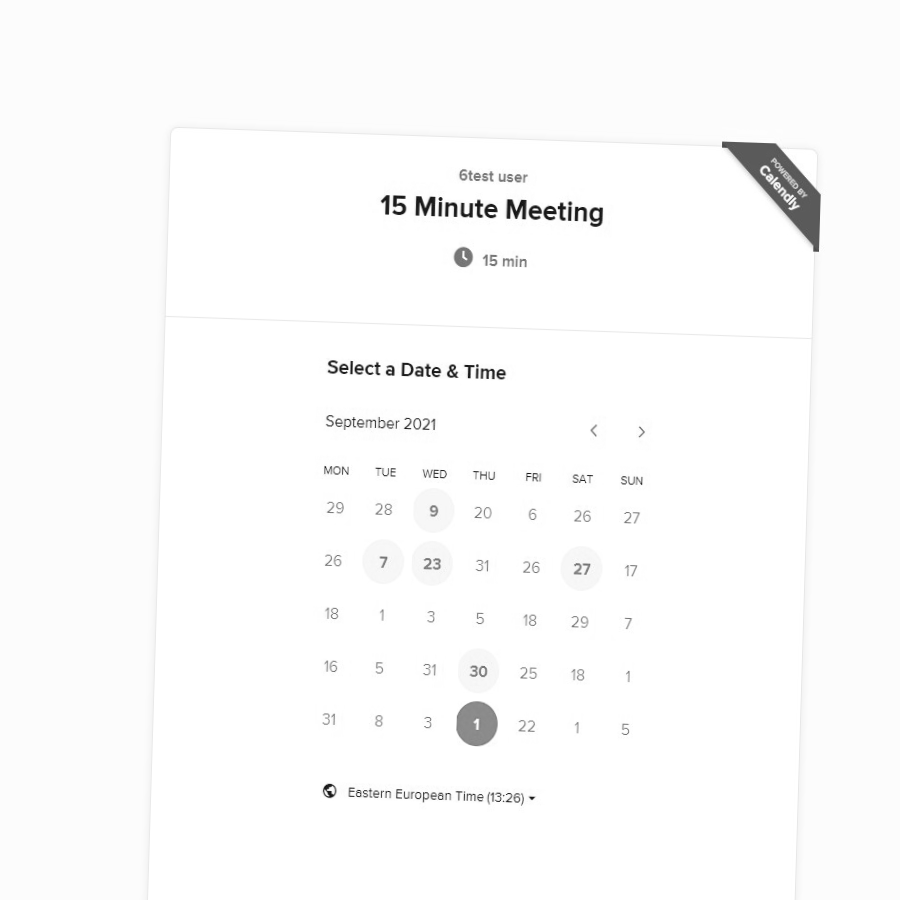 POWERED BY
Calendly
6test user
15 Minute Meeting
15 min
Select a Date & Time
September 2021
MON TUE WED THU FRI SAT SUN
29 28 9 20 6 26 27
26 7 23 31 26 27 17
18 1 3 5 18 29 7
16 5 31 30 25 18 1
31 8 3 1 22 1 5
Eastern European Time (13:26)